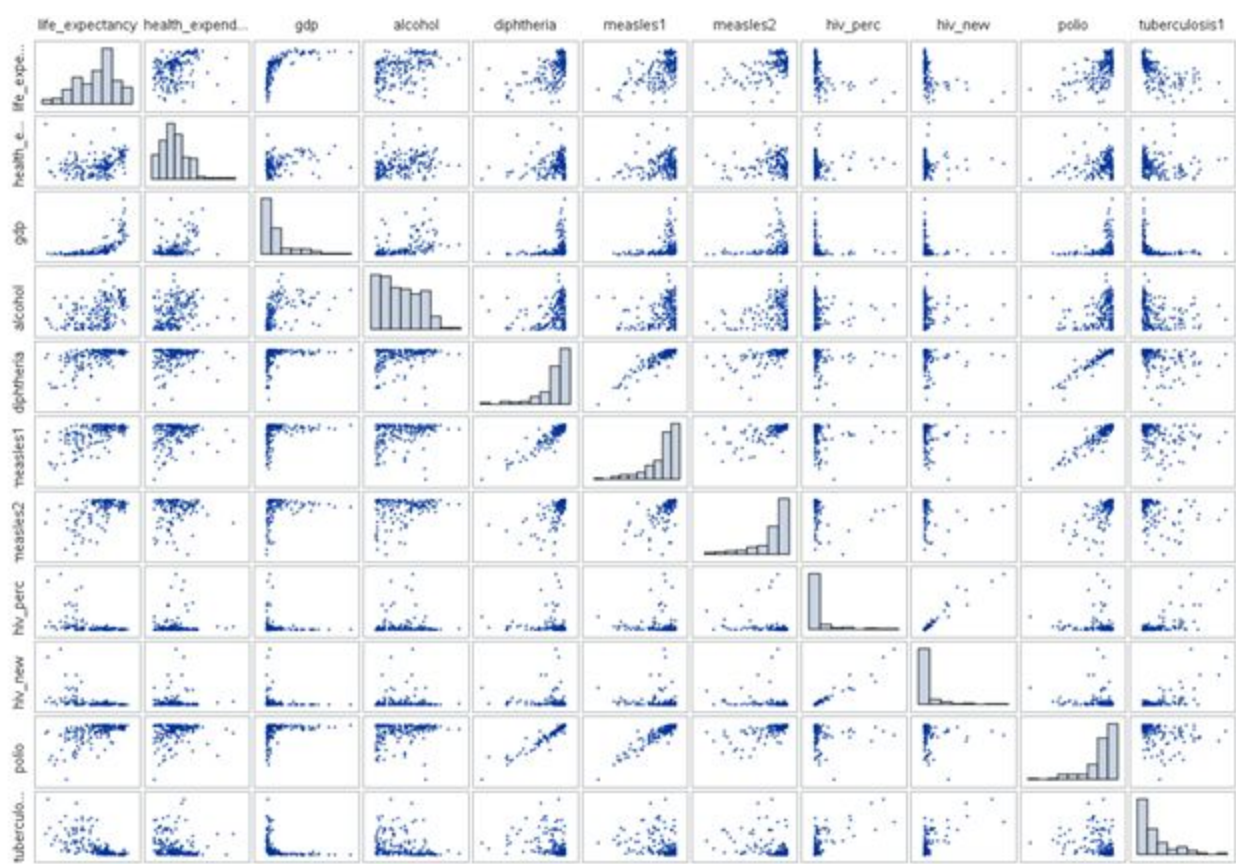 life_expectancy health_expend... gdp alcohol diphtheria measles1 measles2 hiv_perc hiv_new polio tuberculosis1
life_expe...
health_e...
gdp
alcohol
diphtheria
measles1
measles2
hiv_perc
hiv_new
polio
tuberculo...